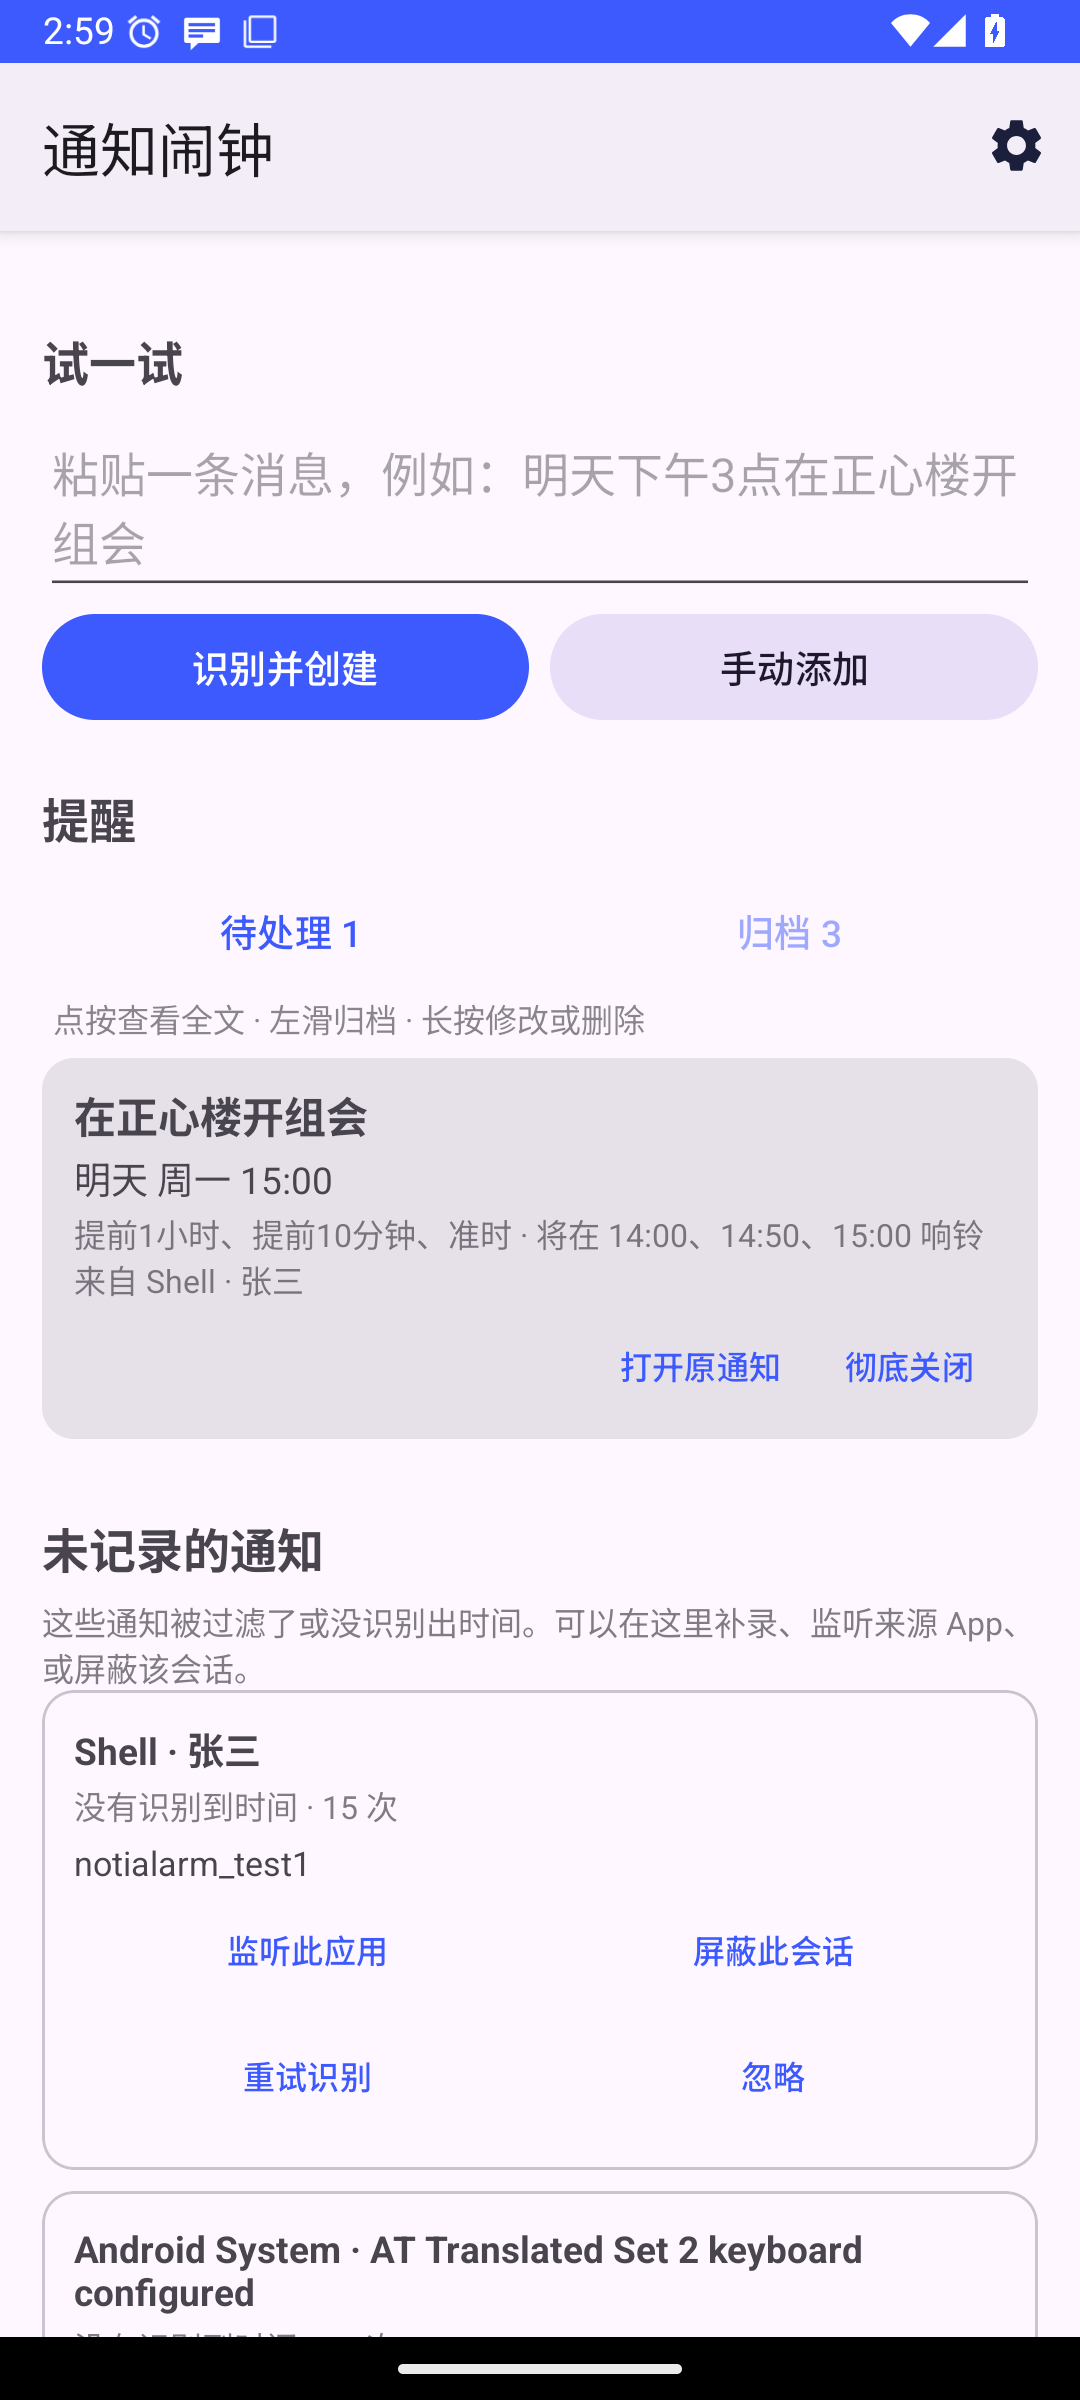 2:59
通知闹钟
试一试
粘贴一条消息，例如：明天下午3点在正心楼开
组会
识别并创建
手动添加
提醒
待处理 1
归档 3
点按查看全文 · 左滑归档 · 长按修改或删除
在正心楼开组会
明天 周一 15:00
提前1小时、提前10分钟、准时 · 将在 14:00、14:50、15:00 响铃
来自 Shell · 张三
打开原通知
彻底关闭
未记录的通知
这些通知被过滤了或没识别出时间。可以在这里补录、监听来源 App、
或屏蔽该会话。
Shell · 张三
没有识别到时间 · 15 次
notialarm_test1
监听此应用
屏蔽此会话
重试识别
忽略
Android System · AT Translated Set 2 keyboard
configured